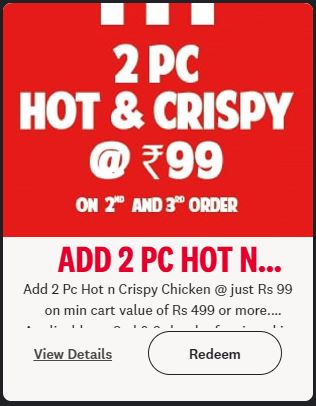 2 PC
HOT & CRISPY
@ ₹99
ON 2ND AND 3RD ORDER
ADD 2 PC HOT N...
Add 2 Pc Hot n Crispy Chicken @ just Rs 99
on min cart value of Rs 499 or more....
View Details
Redeem